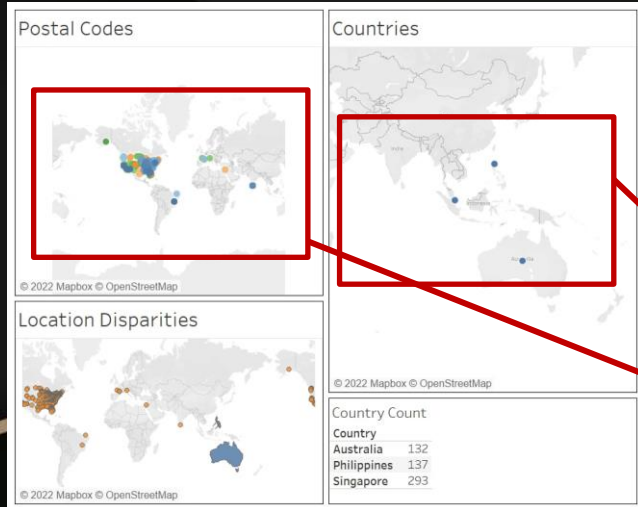 Postal Codes
© 2022 Mapbox © OpenStreetMap
Countries
India
© 2022 Mapbox © OpenStreetMap
Location Disparities
© 2022 Mapbox © OpenStreetMap
Country Count
Country
Australia 132
Philippines 137
Singapore 293